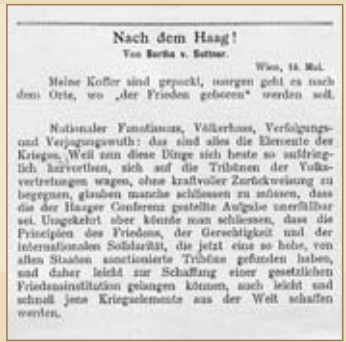 Nach dem Haag!
Von Bertha v. Suttner.
Wien, 15. Mai.
Meine Koffer sind gepackt, morgen geht es nach
dem Orte, wo „der Frieden geboren“ werden soll.
Nationaler Fanatismus, Völkerhass, Verfolgungs-
und Verjagungswuth: das sind alles die Elemente des
Krieges. Weil nun diese Dinge sich heute so aufdring-
lich hervorthun, sich auf die Tribünen der Volks-
vertretungen wagen, ohne kraftvoller Zurückweisung zu
begegnen, glauben manche schliessen zu müssen, dass
die der Haager Conferenz gestellte Aufgabe unerfüllbar
sei. Umgekehrt aber könnte man schliessen, dass die
Principien des Friedens, der Gerechtigkeit und der
internationalen Solidarität, die jetzt eine so hohe, von
allen Staaten sanctionierte Tribüne gefunden haben,
und daher leicht zur Schaffung einer gesetzlichen
Friedensinstitution gelangen können, auch leicht und
schnell jene Kriegselemente aus der Welt schaffen
werden.